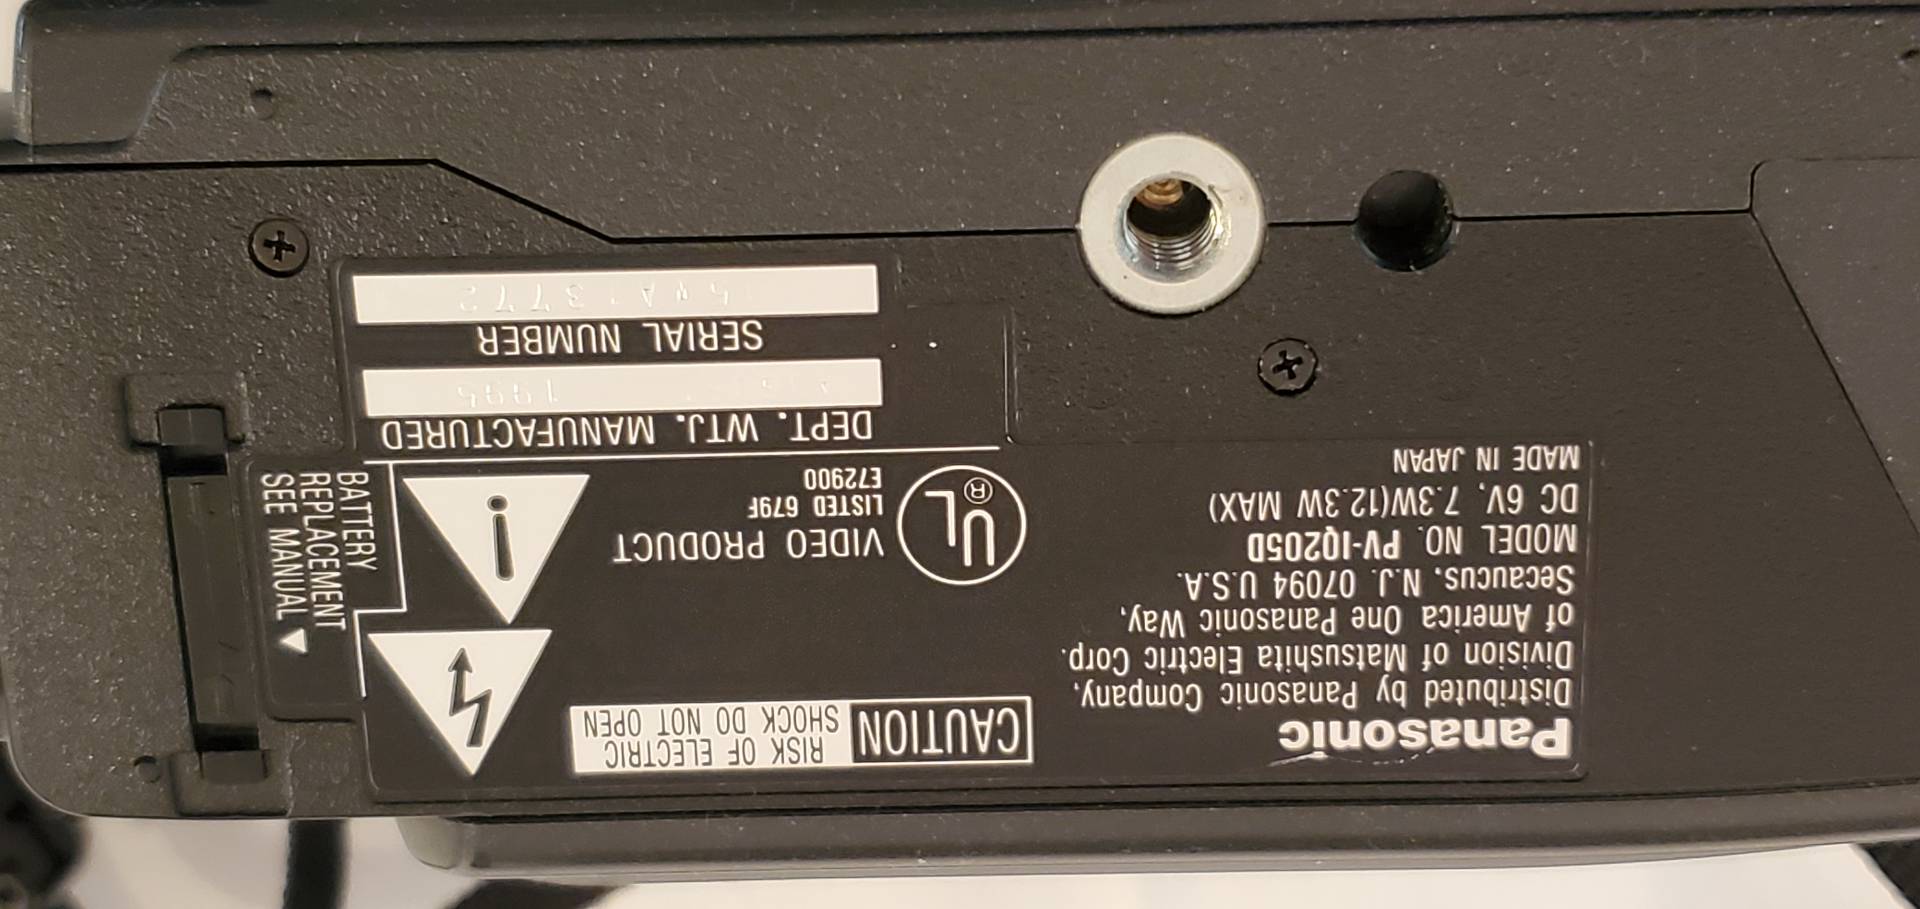 Panasonic
Distributed by Panasonic Company,
Division of Matsushita Electric Corp.
of America One Panasonic Way,
Secaucus, N.J. 07094 U.S.A.
MODEL NO. PV-IQ205D
DC 6V, 7.3W(12.3W MAX)
MADE IN JAPAN
CAUTION
RISK OF ELECTRIC
SHOCK DO NOT OPEN
UL
®
VIDEO PRODUCT
LISTED 679F
E72900
i
BATTERY
REPLACEMENT
SEE MANUAL ▼
DEPT. WTJ. MANUFACTURED
1995
SERIAL NUMBER